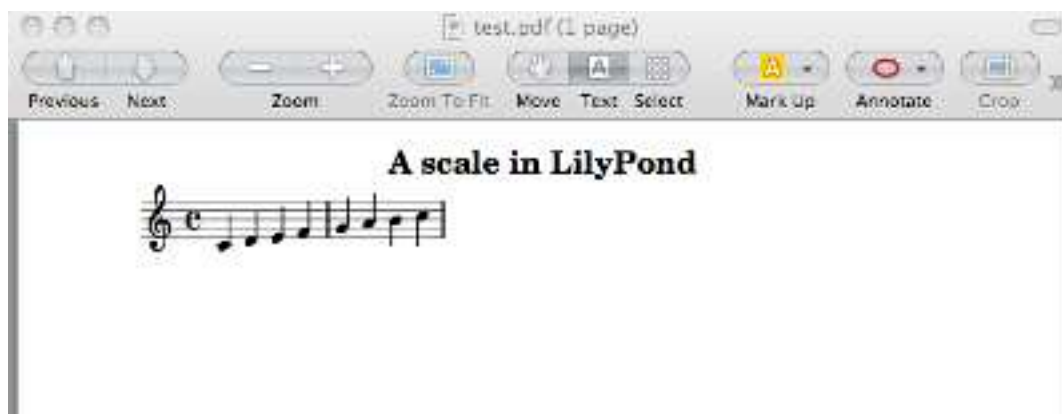 test.pdf (1 page)
Previous Next Zoom Zoom To Fit Move Text Select Mark Up Annotate Crop
A scale in LilyPond